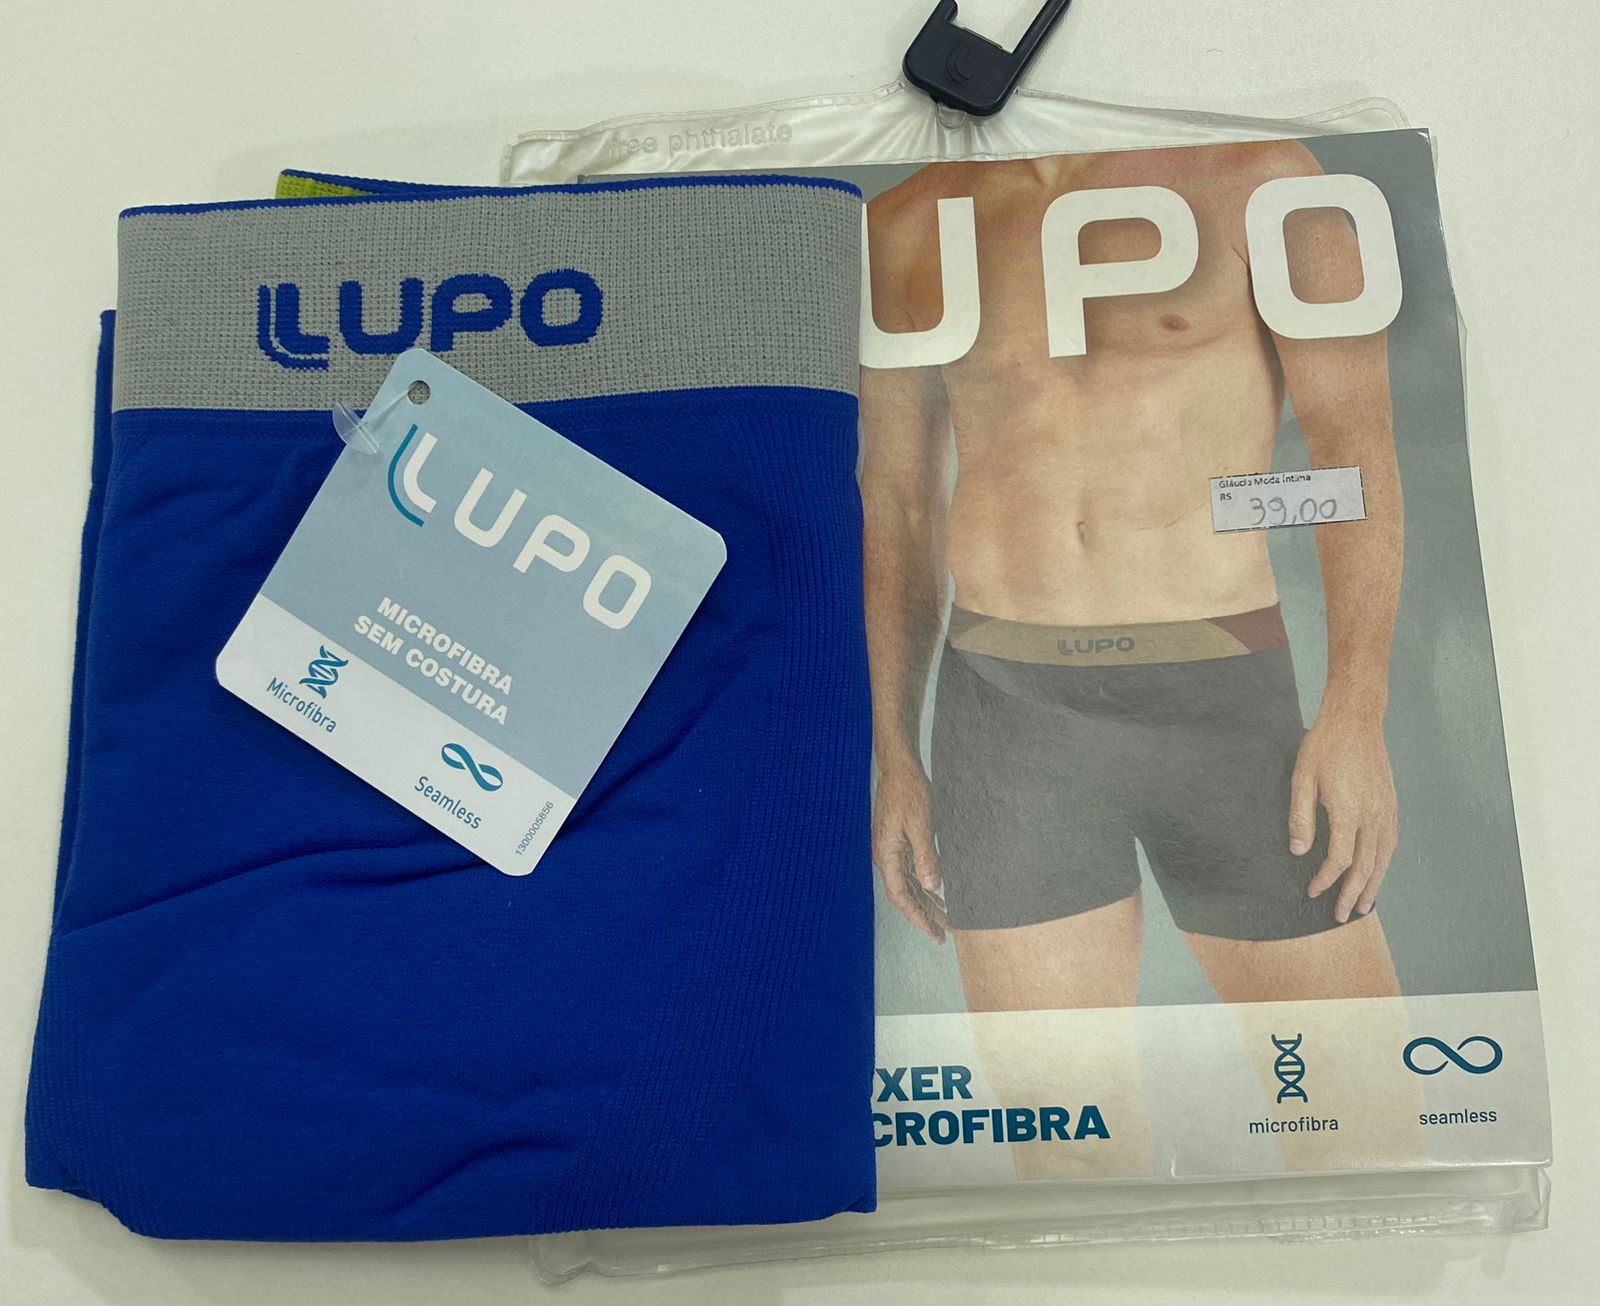 free phthalate
LUPO
LUPO
MICROFIBRA
SEM COSTURA
Microfibra
Seamless
1300005856
UPO
Gláucia Moda Íntima
R$ 39,00
LUPO
XER
CROFIBRA
microfibra
seamless